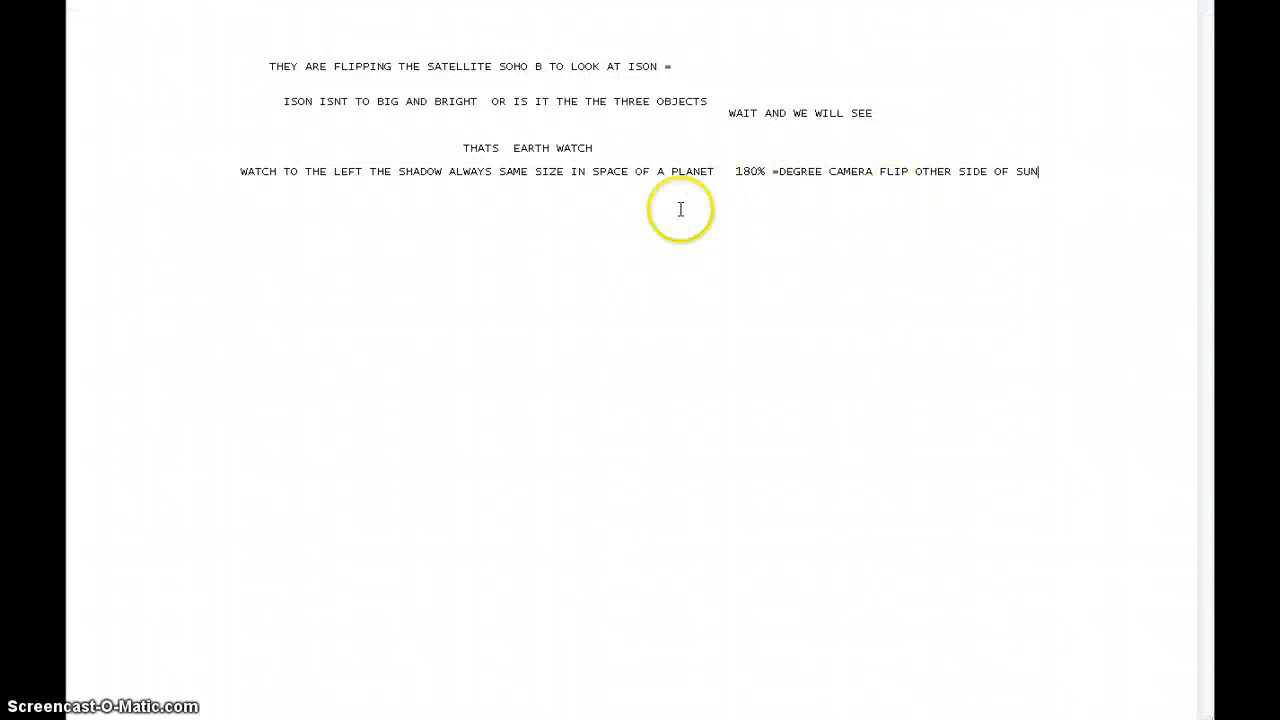 THEY ARE FLIPPING THE SATELLITE SOHO B TO LOOK AT ISON =
ISON ISNT TO BIG AND BRIGHT OR IS IT THE THE THREE OBJECTS
WAIT AND WE WILL SEE
THATS EARTH WATCH
WATCH TO THE LEFT THE SHADOW ALWAYS SAME SIZE IN SPACE OF A PLANET 180% =DEGREE CAMERA FLIP OTHER SIDE OF SUN
Screencast-O-Matic.com